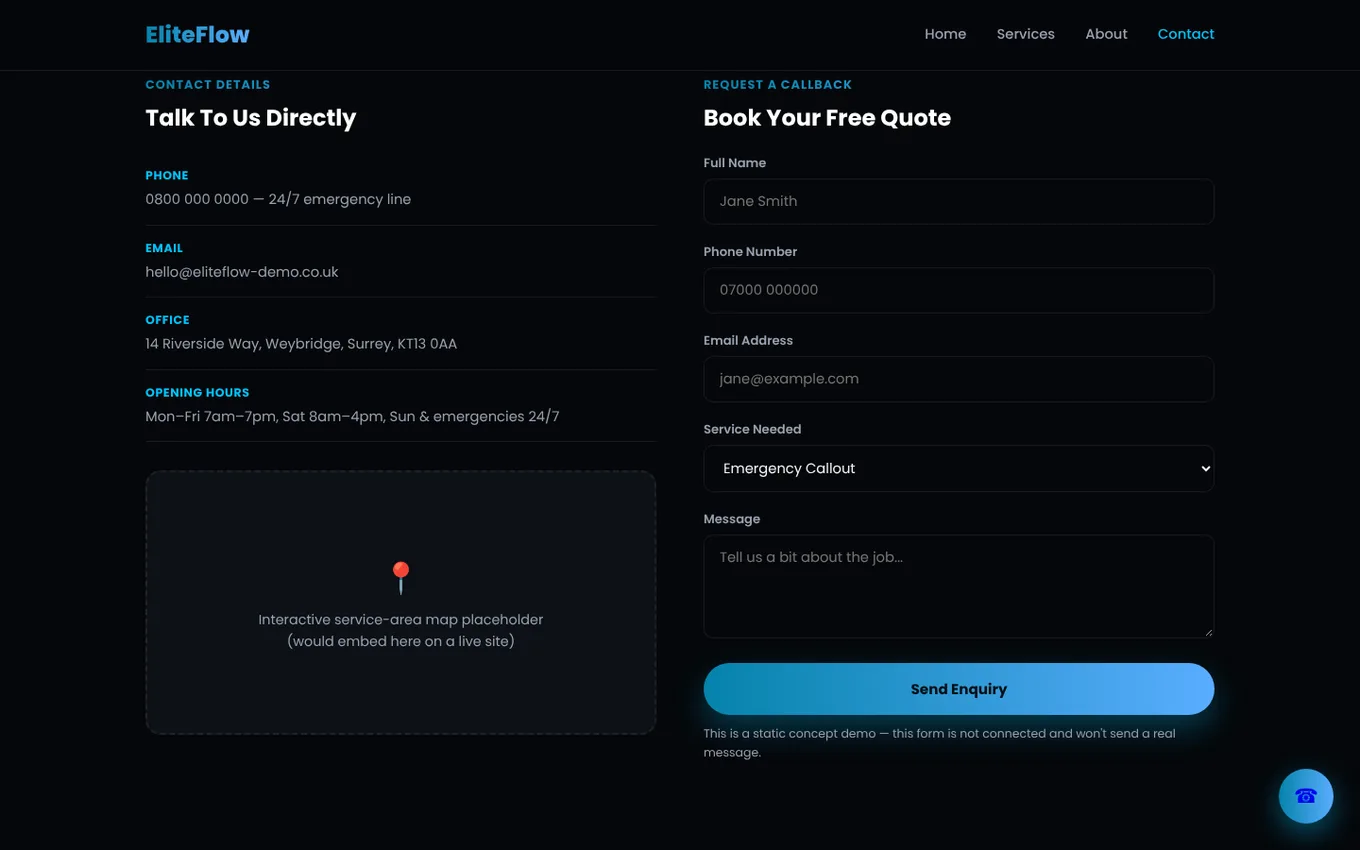 EliteFlow
Home
Services
About
Contact
CONTACT DETAILS
Talk To Us Directly
PHONE
0800 000 0000 — 24/7 emergency line
EMAIL
hello@eliteflow-demo.co.uk
OFFICE
14 Riverside Way, Weybridge, Surrey, KT13 0AA
OPENING HOURS
Mon–Fri 7am–7pm, Sat 8am–4pm, Sun & emergencies 24/7
Interactive service-area map placeholder
(would embed here on a live site)
REQUEST A CALLBACK
Book Your Free Quote
Full Name
Jane Smith
Phone Number
07000 000000
Email Address
jane@example.com
Service Needed
Emergency Callout
Message
Tell us a bit about the job...
Send Enquiry
This is a static concept demo — this form is not connected and won't send a real
message.